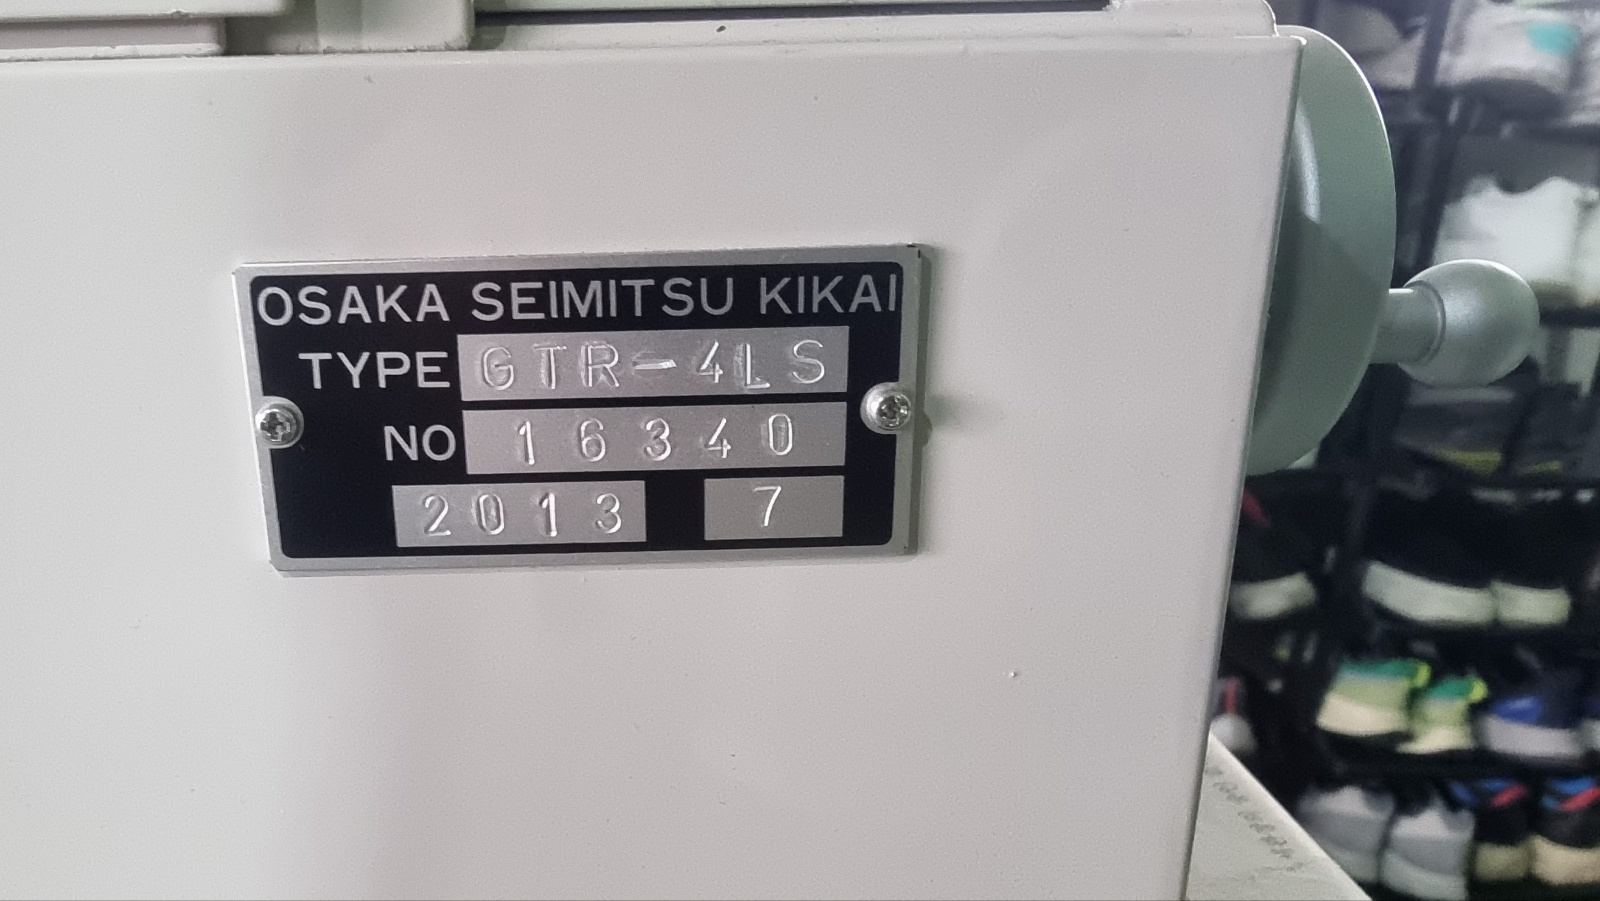 OSAKA SEIMITSU KIKAI
TYPE GTR-4LS
NO 16340
2013 7